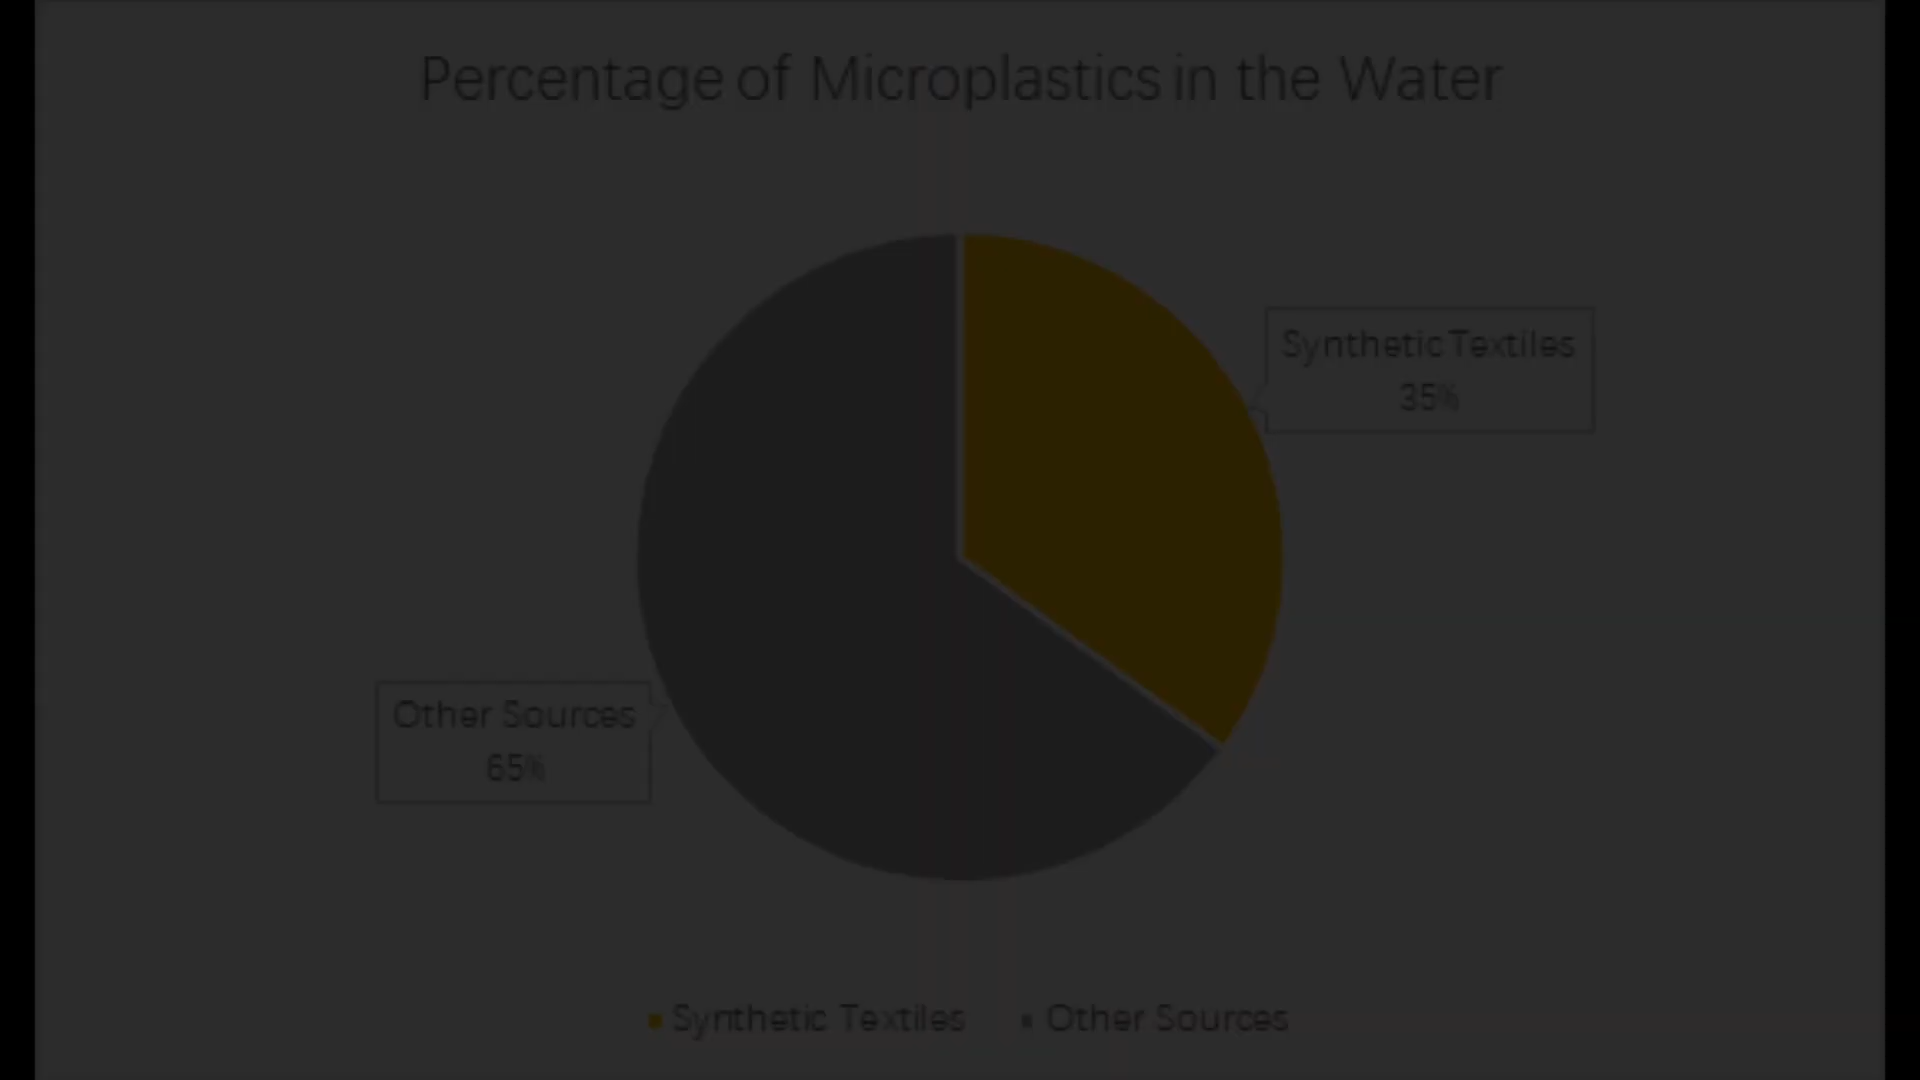 Percentage of Microplastics in the Water
Synthetic Textiles
35%
Other Sources
65%
Synthetic Textiles
Other Sources